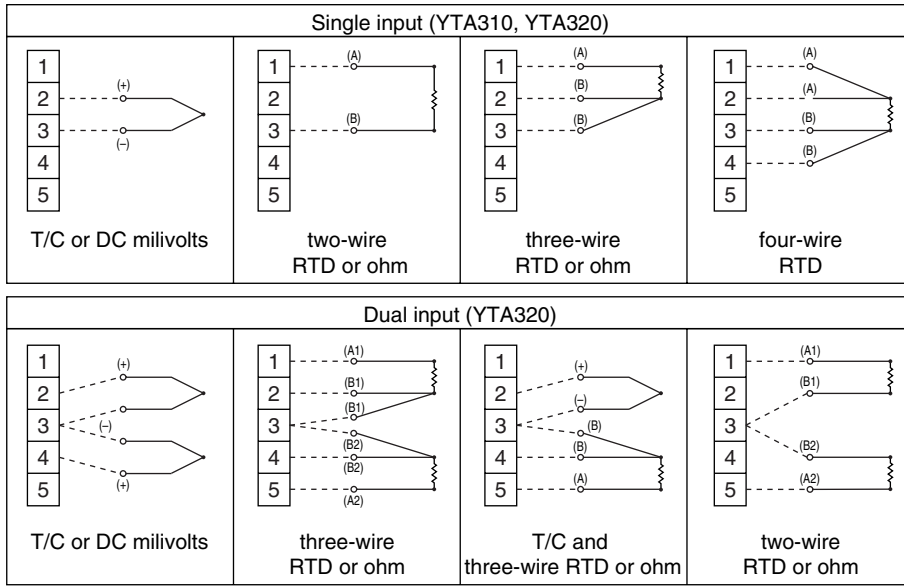 Single input (YTA310, YTA320)
1
2
3
4
5
(+)
(–)
T/C or DC milivolts
1
2
3
4
5
(A)
(B)
two-wire
RTD or ohm
1
2
3
4
5
(A)
(B)
(B)
three-wire
RTD or ohm
1
2
3
4
5
(A)
(A)
(B)
(B)
four-wire
RTD
Dual input (YTA320)
1
2
3
4
5
(+)
(–)
(+)
T/C or DC milivolts
1
2
3
4
5
(A1)
(B1)
(B1)
(B2)
(B2)
(A2)
three-wire
RTD or ohm
1
2
3
4
5
(+)
(–)
(B)
(B)
(A)
T/C and
three-wire RTD or ohm
1
2
3
4
5
(A1)
(B1)
(B2)
(A2)
two-wire
RTD or ohm